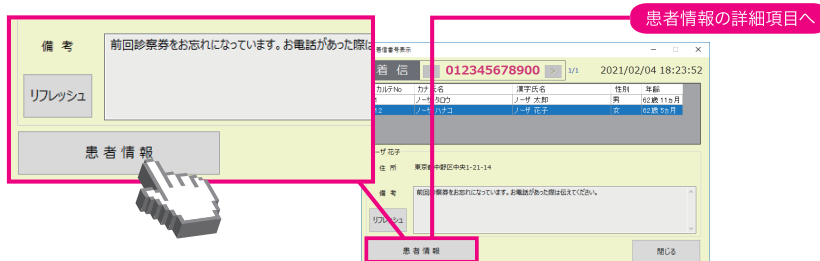 患者情報の詳細項目へ
備 考
前回診察券をお忘れになっています。お電話があった際は
リフレッシュ
患 者 情 報
着信番号表示
着 信
012345678900
>
1/1
2021/02/04 18:23:52
カルテNo カナ氏名 漢字氏名 性別 年齢
ノーザ タロウ ノーザ 太郎 男 62歳 11ヵ月
12 ノーザ ハナコ ノーザ 花子 女 62歳 5ヵ月
ノーザ 花子
住 所 東京都中野区中央1-21-14
備 考 前回診察券をお忘れになっています。お電話があった際は伝えてください。
リフレッシュ
患 者 情 報
閉じる